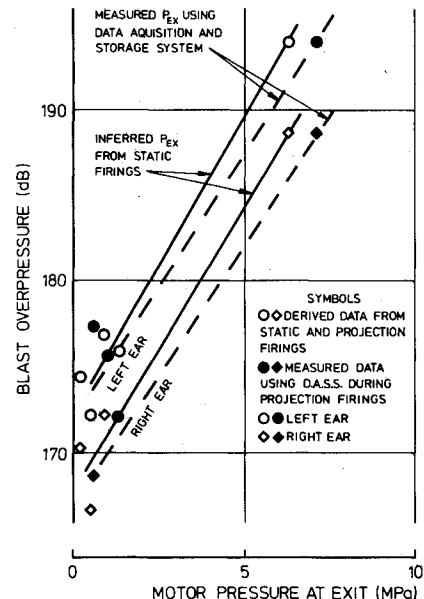 MEASURED PEX USING
DATA AQUISITION AND
STORAGE SYSTEM
INFERRED PEX
FROM STATIC
FIRINGS
190
180
170
BLAST OVERPRESSURE (dB)
LEFT EAR
RIGHT EAR
SYMBOLS
○◇ DERIVED DATA FROM
STATIC AND PROJECTION
FIRINGS
●◆ MEASURED DATA
USING D.A.S.S. DURING
PROJECTION FIRINGS
○● LEFT EAR
◇◆ RIGHT EAR
0
5
10
MOTOR PRESSURE AT EXIT (MPa)